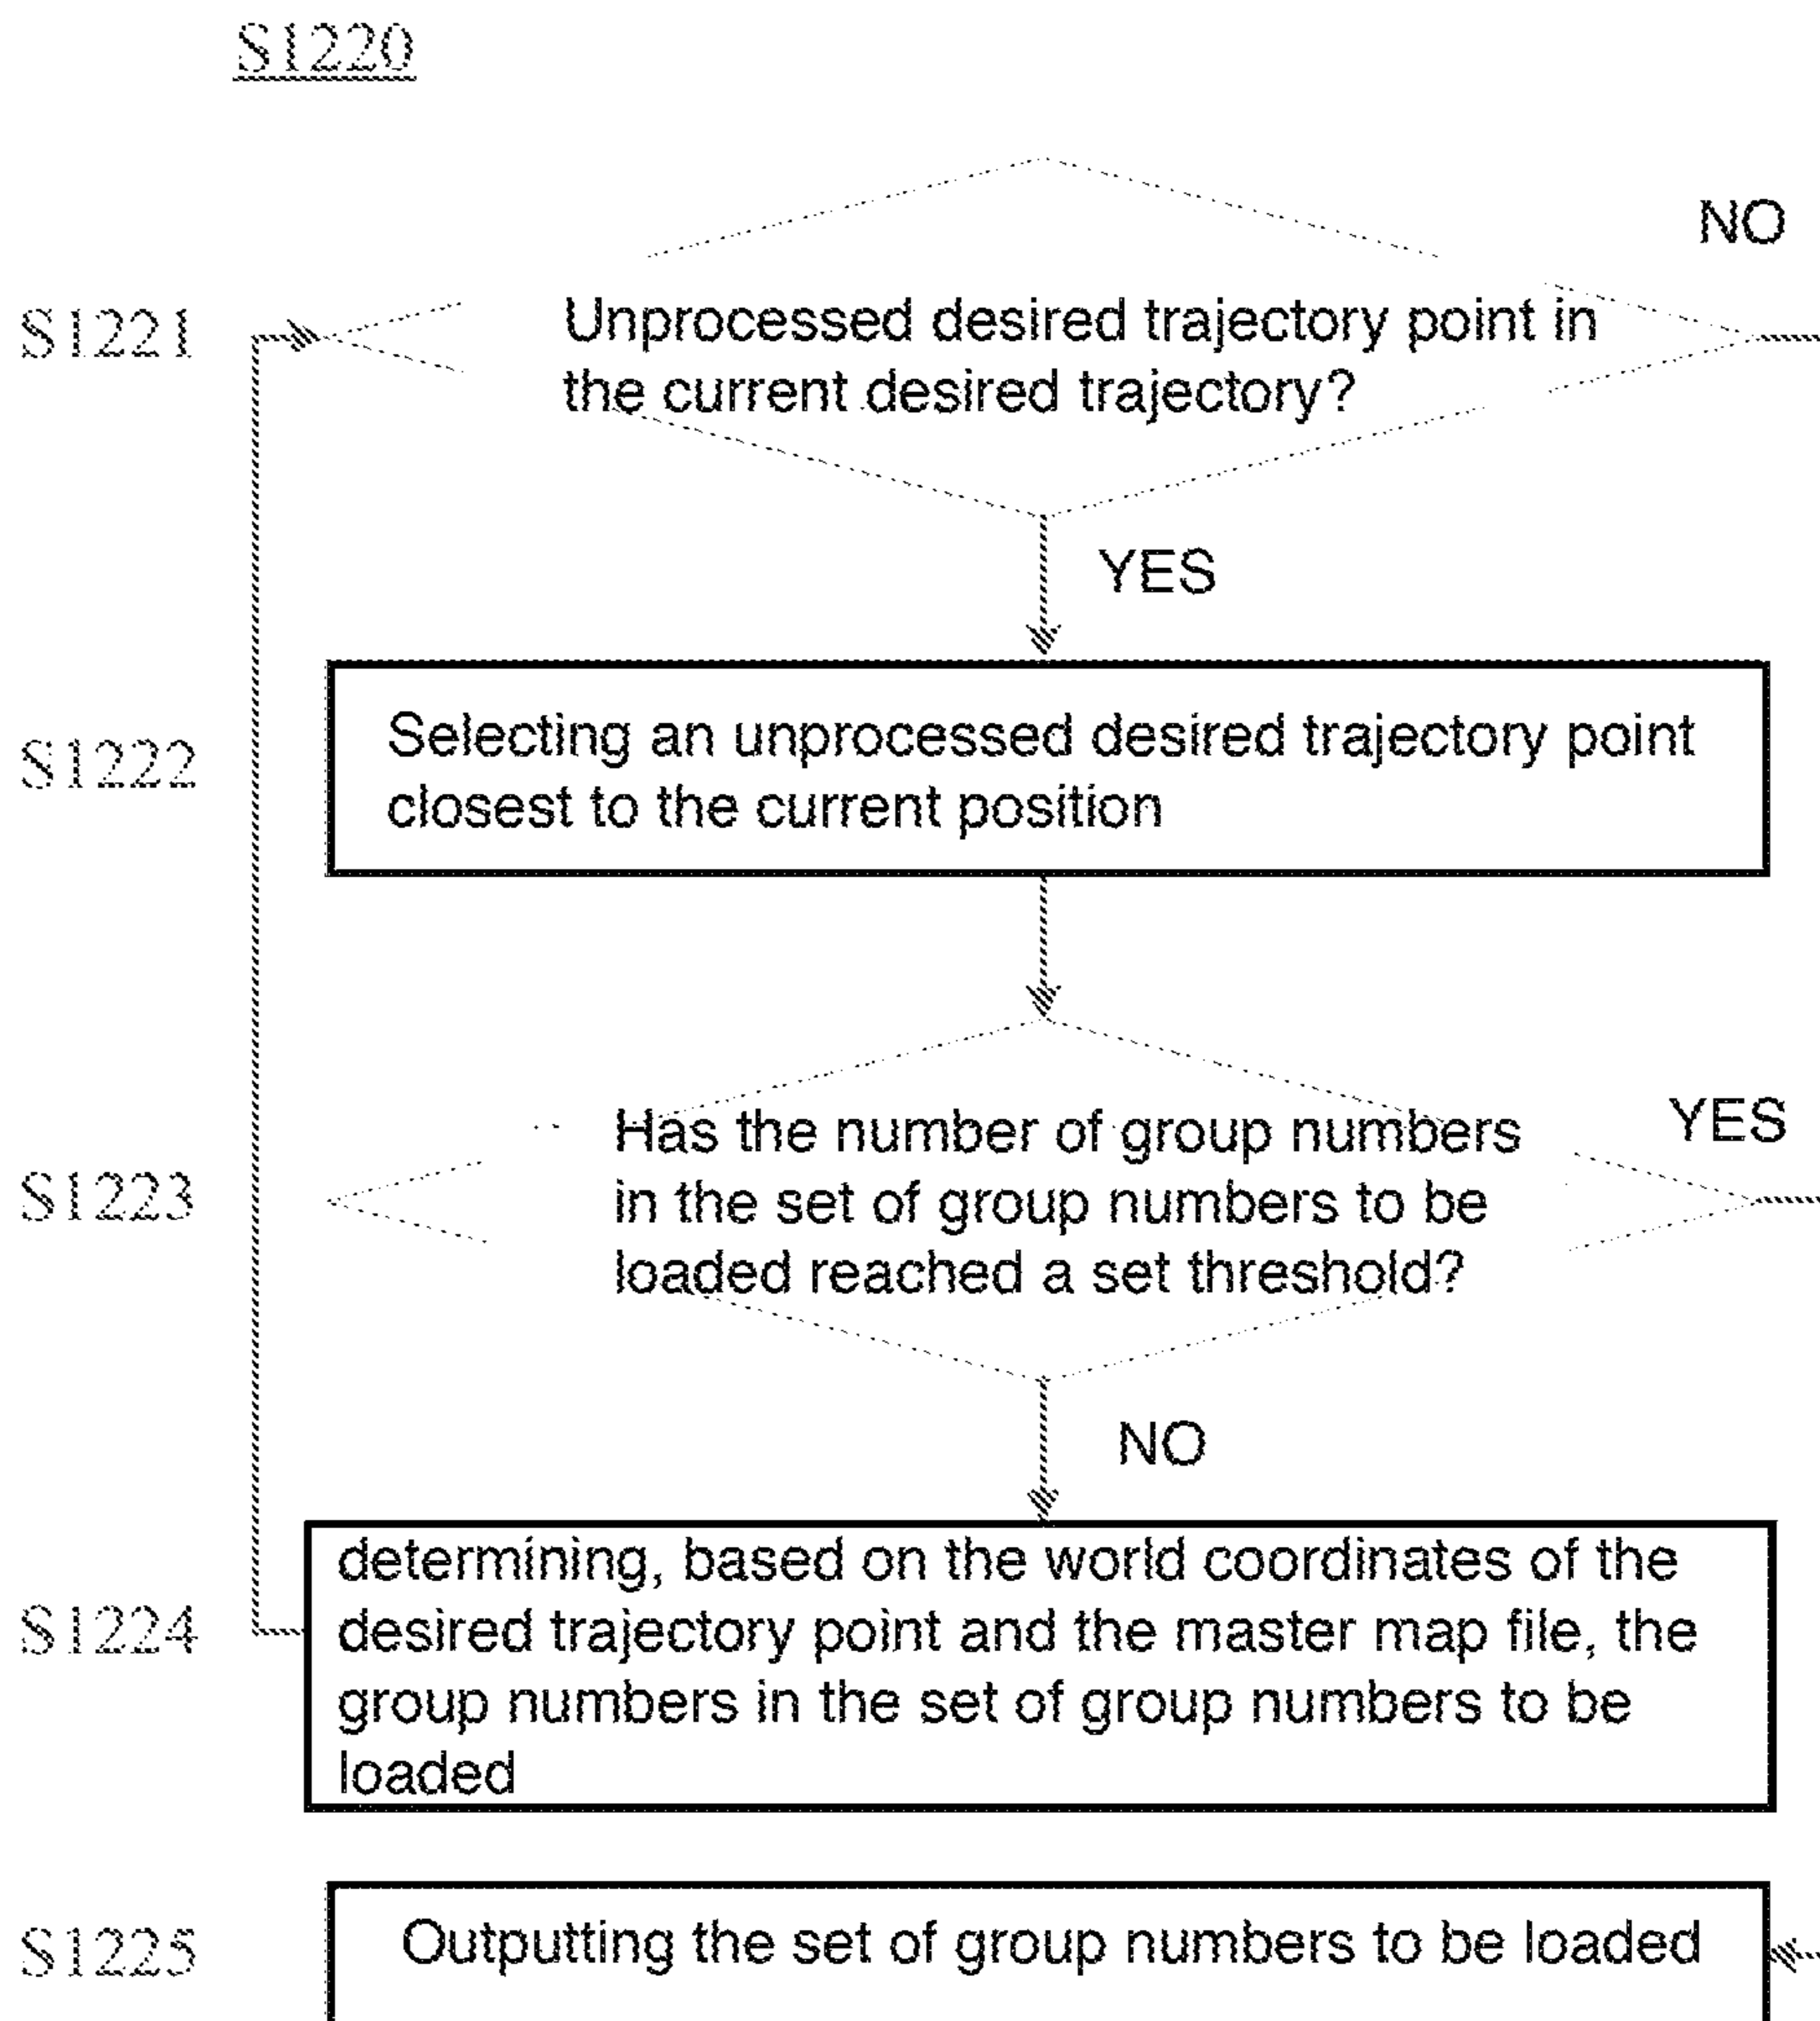 S1220
NO
S1221
Unprocessed desired trajectory point in
the current desired trajectory?
YES
S1222
Selecting an unprocessed desired trajectory point
closest to the current position
S1223
Has the number of group numbers
in the set of group numbers to be
loaded reached a set threshold?
YES
NO
S1224
determining, based on the world coordinates of the
desired trajectory point and the master map file, the
group numbers in the set of group numbers to be
loaded
S1225
Outputting the set of group numbers to be loaded